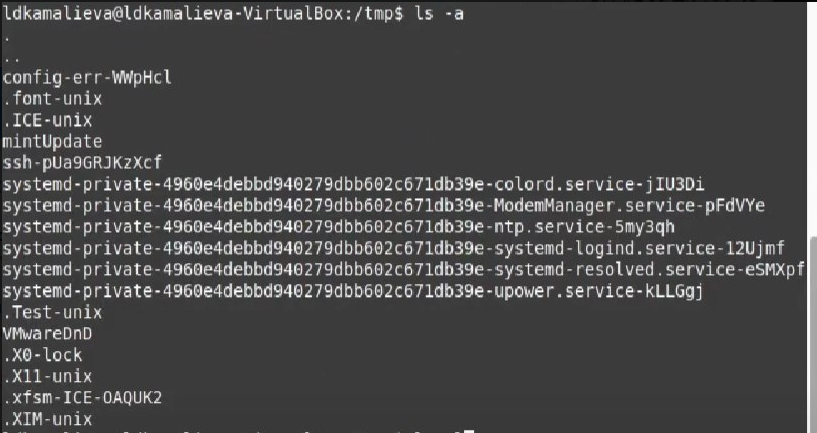 ldkamalieva@ldkamalieva-VirtualBox:/tmp$ ls -a
.
..
config-err-WWpHcl
.font-unix
.ICE-unix
mintUpdate
ssh-pUa9GRJKzXcf
systemd-private-4960e4debbd940279dbb602c671db39e-colord.service-jIU3Di
systemd-private-4960e4debbd940279dbb602c671db39e-ModemManager.service-pFdVYe
systemd-private-4960e4debbd940279dbb602c671db39e-ntp.service-5my3qh
systemd-private-4960e4debbd940279dbb602c671db39e-systemd-logind.service-12Ujmf
systemd-private-4960e4debbd940279dbb602c671db39e-systemd-resolved.service-eSMXpf
systemd-private-4960e4debbd940279dbb602c671db39e-upower.service-kLLGgj
.Test-unix
VMwareDnD
.X0-lock
.X11-unix
.xfsm-ICE-OAQUK2
.XIM-unix